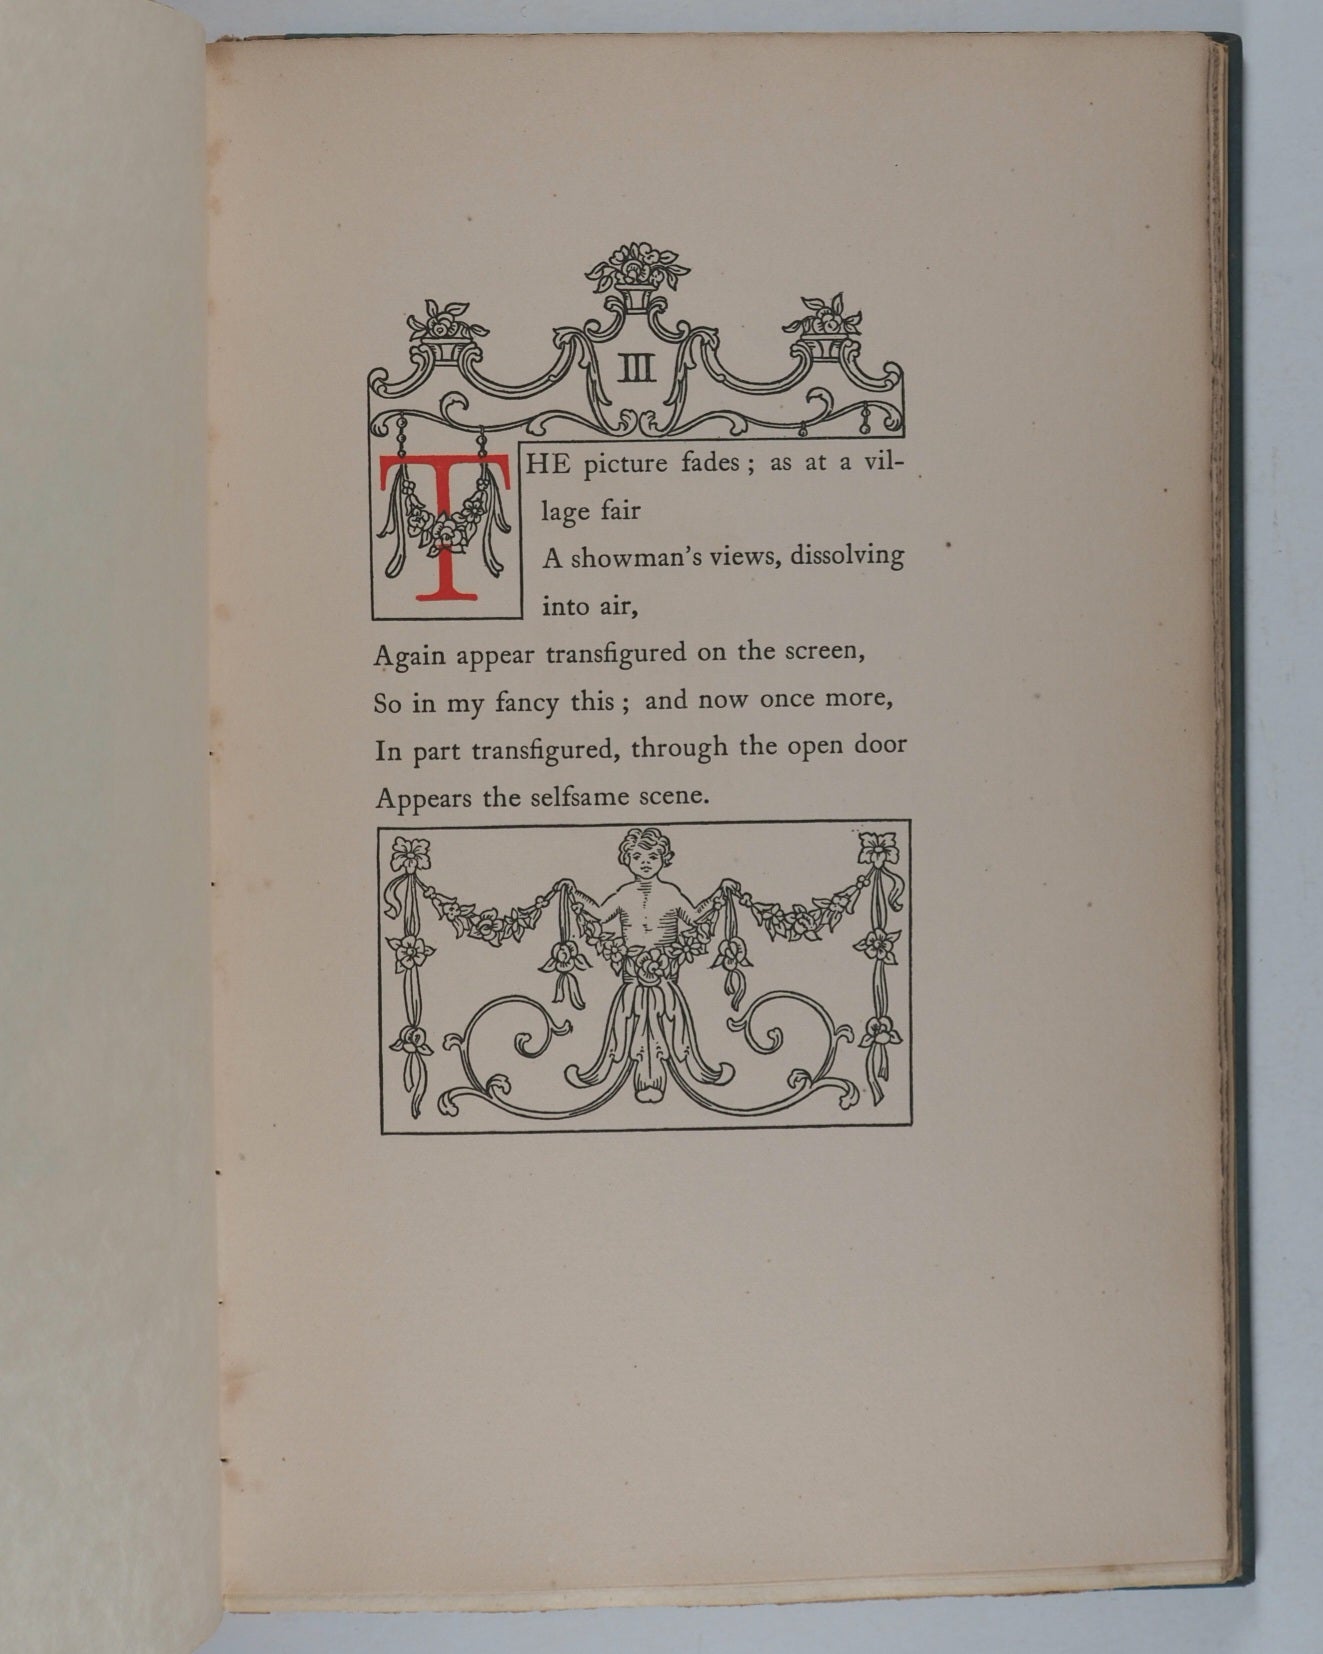 III
THE picture fades ; as at a vil-
lage fair
A showman's views, dissolving
into air,
Again appear transfigured on the screen,
So in my fancy this ; and now once more,
In part transfigured, through the open door
Appears the selfsame scene.